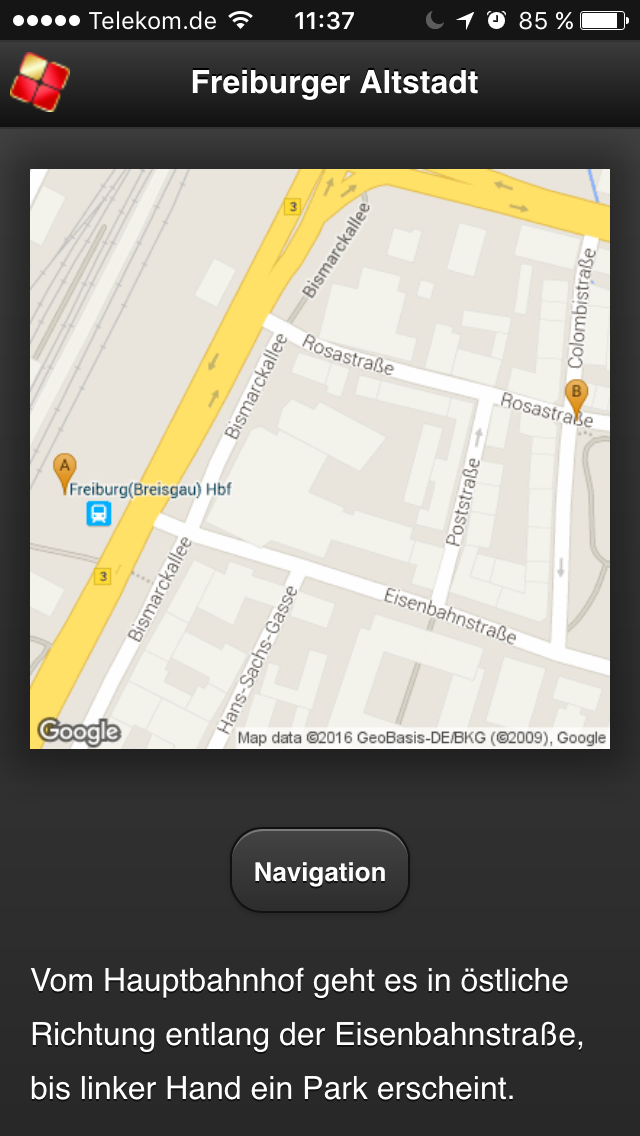 Telekom.de 11:37 85 %
Freiburger Altstadt
3
Bismarckallee
Colombistraße
Rosastraße
Bismarckallee
B
Rosastraße
A
Freiburg(Breisgau) Hbf
Poststraße
3
Bismarckallee
Eisenbahnstraße
Hans-Sachs-Gasse
Google
Map data ©2016 GeoBasis-DE/BKG (©2009), Google
Navigation
Vom Hauptbahnhof geht es in östliche
Richtung entlang der Eisenbahnstraße,
bis linker Hand ein Park erscheint.